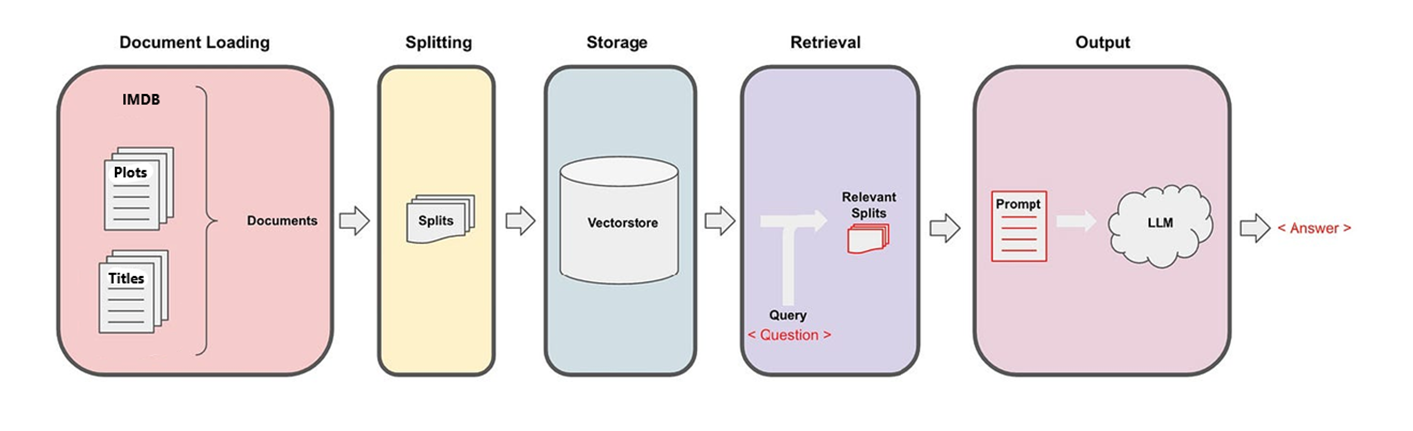 Document Loading
Splitting
Storage
Retrieval
Output
IMDB
Plots
Titles
Documents
Splits
Vectorstore
Relevant
Splits
Query
< Question >
Prompt
LLM
< Answer >